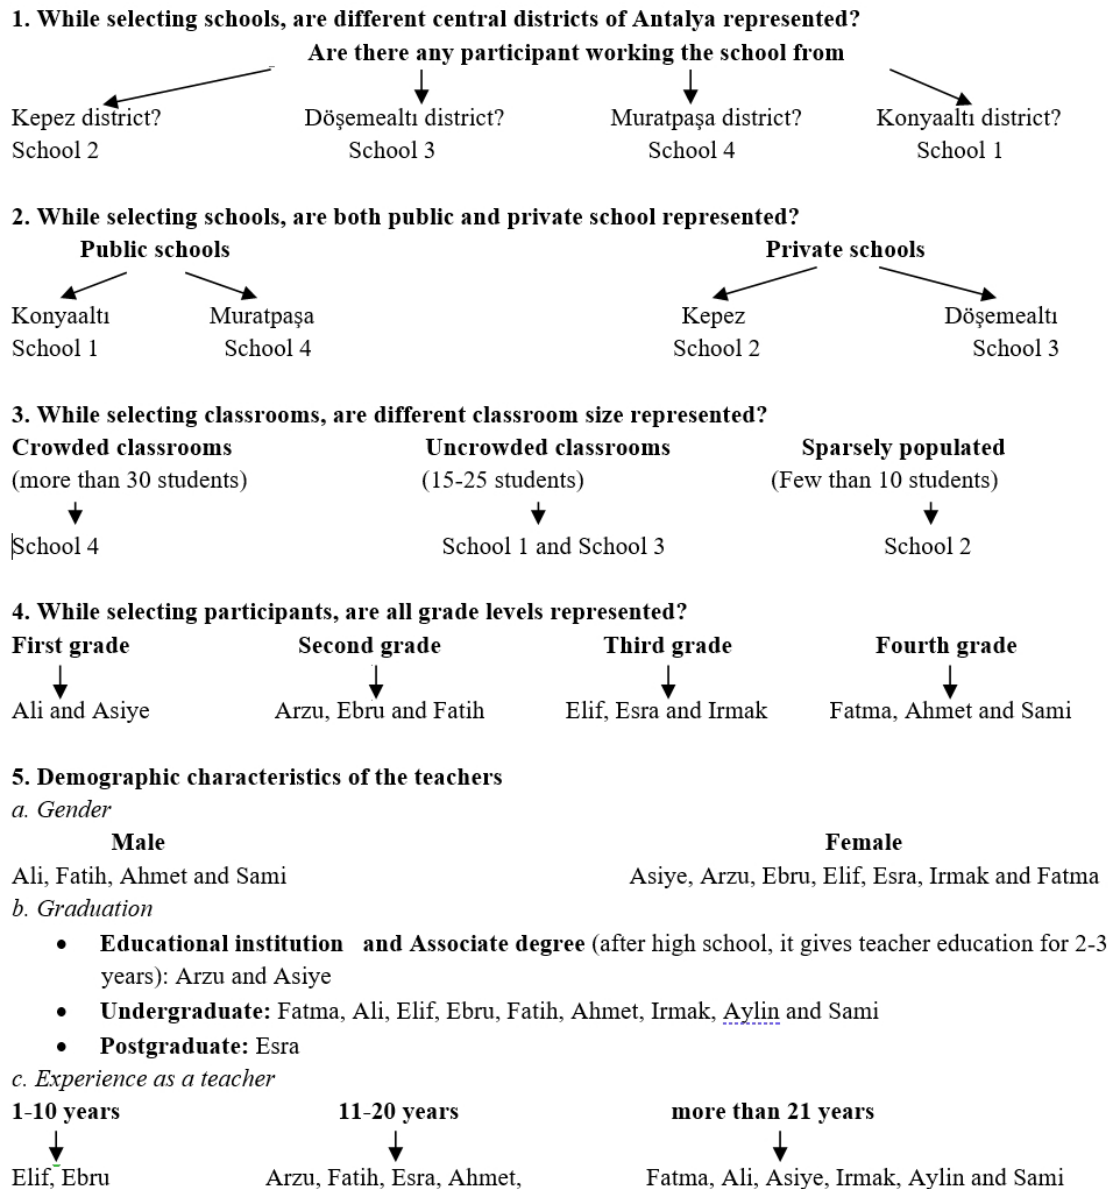 1. While selecting schools, are different central districts of Antalya represented?
Are there any participant working the school from
Kepez district? Döşemealtı district? Muratpaşa district? Konyaaltı district?
School 2 School 3 School 4 School 1
2. While selecting schools, are both public and private school represented?
Public schools Private schools
Konyaaltı Muratpaşa Kepez Döşemealtı
School 1 School 4 School 2 School 3
3. While selecting classrooms, are different classroom size represented?
Crowded classrooms Uncrowded classrooms Sparsely populated
(more than 30 students) (15-25 students) (Few than 10 students)
School 4 School 1 and School 3 School 2
4. While selecting participants, are all grade levels represented?
First grade Second grade Third grade Fourth grade
Ali and Asiye Arzu, Ebru and Fatih Elif, Esra and Irmak Fatma, Ahmet and Sami
5. Demographic characteristics of the teachers
a. Gender
Male Female
Ali, Fatih, Ahmet and Sami Asiye, Arzu, Ebru, Elif, Esra, Irmak and Fatma
b. Graduation
• Educational institution and Associate degree (after high school, it gives teacher education for 2-3
years): Arzu and Asiye
• Undergraduate: Fatma, Ali, Elif, Ebru, Fatih, Ahmet, Irmak, Aylin and Sami
• Postgraduate: Esra
c. Experience as a teacher
1-10 years 11-20 years more than 21 years
Elif, Ebru Arzu, Fatih, Esra, Ahmet, Fatma, Ali, Asiye, Irmak, Aylin and Sami